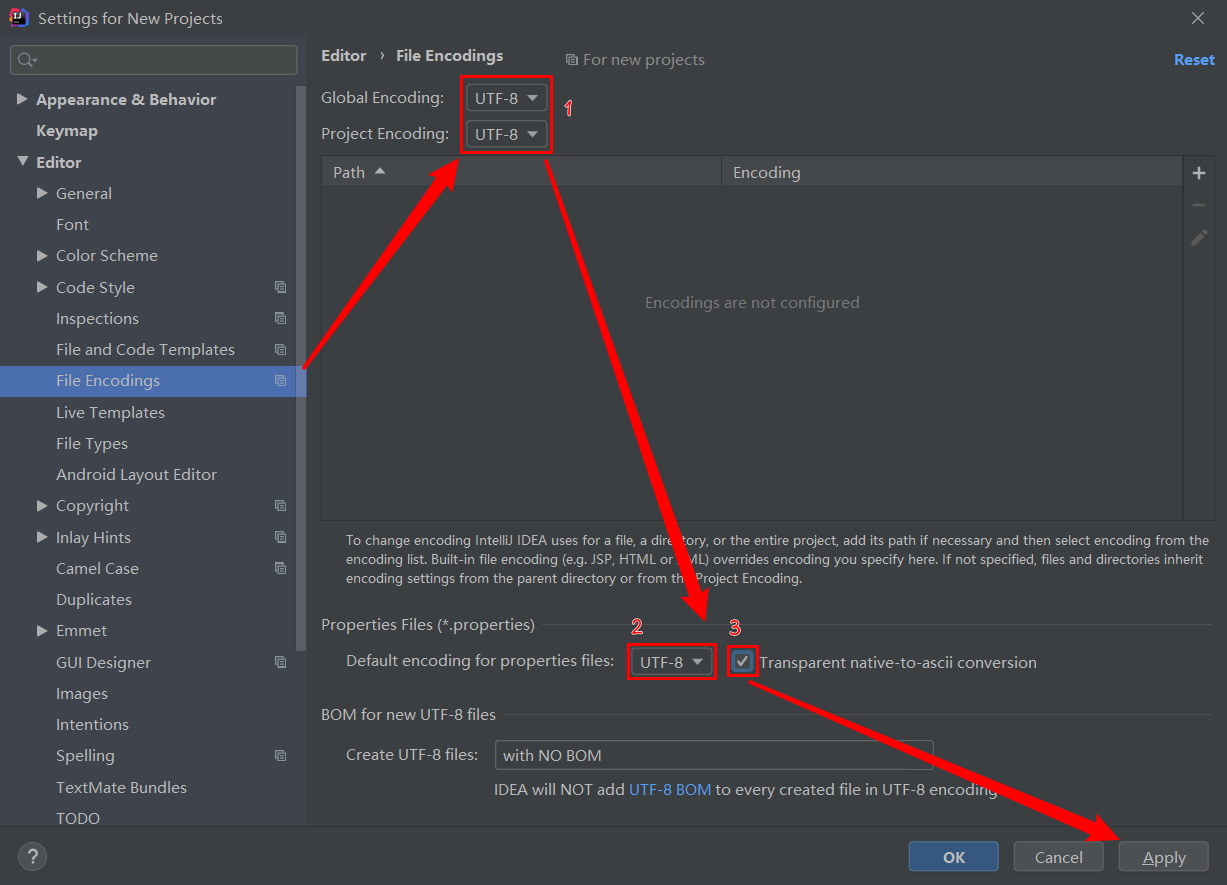 Settings for New Projects
Appearance & Behavior
Keymap
Editor
General
Font
Color Scheme
Code Style
Inspections
File and Code Templates
File Encodings
Live Templates
File Types
Android Layout Editor
Copyright
Inlay Hints
Camel Case
Duplicates
Emmet
GUI Designer
Images
Intentions
Spelling
TextMate Bundles
TODO
Editor › File Encodings
For new projects
Reset
Global Encoding: UTF-8
1
Project Encoding: UTF-8
Path Encoding
Encodings are not configured
To change encoding IntelliJ IDEA uses for a file, a directory, or the entire project, add its path if necessary and then select encoding from the
encoding list. Built-in file encoding (e.g. JSP, HTML or XML) overrides encoding you specify here. If not specified, files and directories inherit
encoding settings from the parent directory or from the Project Encoding.
Properties Files (*.properties)
2 3
Default encoding for properties files: UTF-8 Transparent native-to-ascii conversion
BOM for new UTF-8 files
Create UTF-8 files: with NO BOM
IDEA will NOT add UTF-8 BOM to every created file in UTF-8 encoding
? OK Cancel Apply